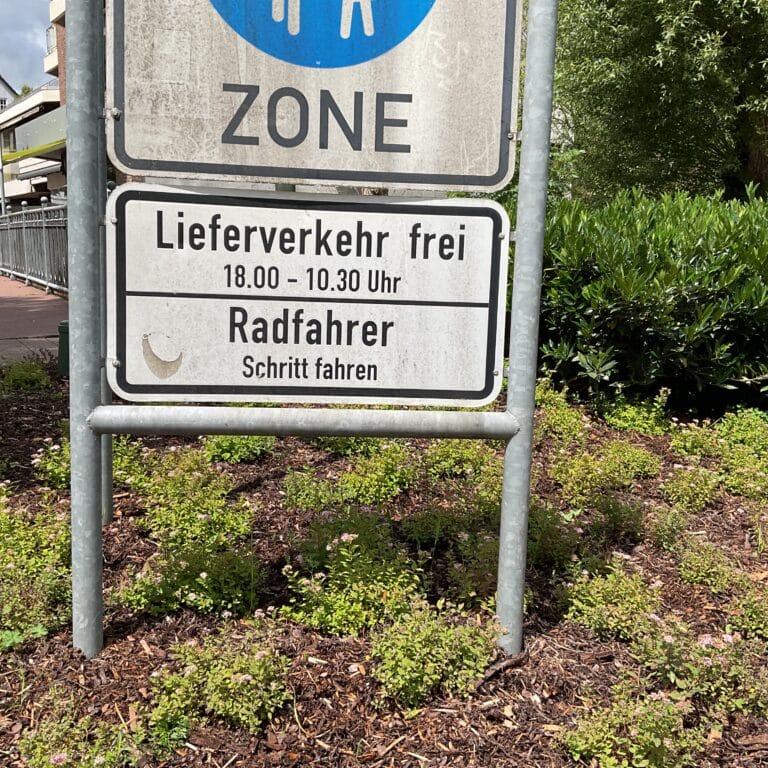 ZONE
Lieferverkehr frei
18.00 - 10.30 Uhr
Radfahrer
Schritt fahren